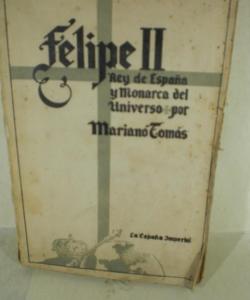 Felipe II
Rey de España
y Monarca del
Universo por
Mariano Tomás
La España Imperial